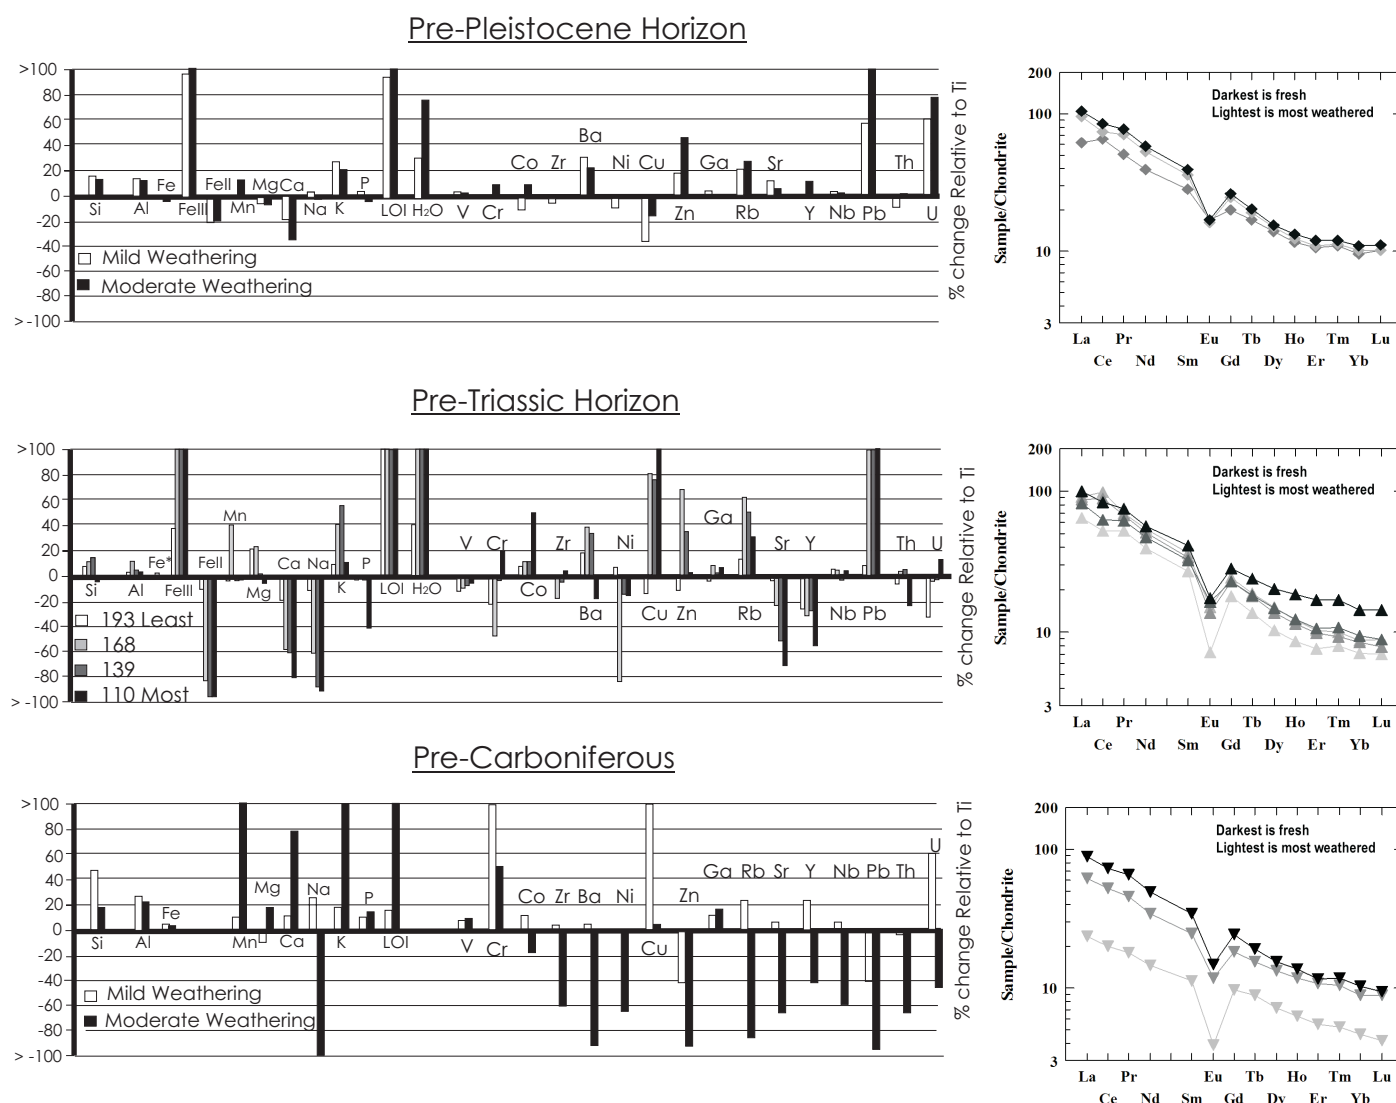 Pre-Pleistocene Horizon
>100
80
60
40
20
0
-20
-40
-60
-80
> -100
Si
Al
Fe
FeIII
FeII
Mn
Mg
Ca
Na
K
P
LOI
H2O
V
Cr
Co
Zr
Ba
Ni
Cu
Zn
Ga
Rb
Sr
Y
Nb
Pb
Th
U
Mild Weathering
Moderate Weathering
% change Relative to Ti
200
100
10
3
Sample/Chondrite
Darkest is fresh
Lightest is most weathered
La Pr Sm Eu Tb Ho Tm Lu
Ce Nd Sm Gd Dy Er Yb
Pre-Triassic Horizon
>100
80
60
40
20
0
-20
-40
-60
-80
> -100
Si
Al
Fe*
FeIII
FeII
Mn
Mg
Ca
Na
K
P
LOI
H2O
V
Cr
Co
Zr
Ba
Ni
Cu
Zn
Ga
Rb
Sr
Y
Nb
Pb
Th
U
193 Least
168
139
110 Most
% change Relative to Ti
200
100
10
3
Sample/Chondrite
Darkest is fresh
Lightest is most weathered
La Pr Eu Tb Ho Tm Lu
Ce Nd Sm Gd Dy Er Yb
Pre-Carboniferous
>100
80
60
40
20
0
-20
-40
-60
-80
> -100
Si
Al
Fe
Mn
Mg
Ca
Na
K
P
LOI
V
Cr
Co
Zr
Ba
Ni
Cu
Zn
Ga
Rb
Sr
Y
Nb
Pb
Th
U
Mild Weathering
Moderate Weathering
% change Relative to Ti
200
100
10
3
Sample/Chondrite
Darkest is fresh
Lightest is most weathered
La Pr Eu Tb Ho Tm Lu
Ce Nd Sm Gd Dy Er Yb